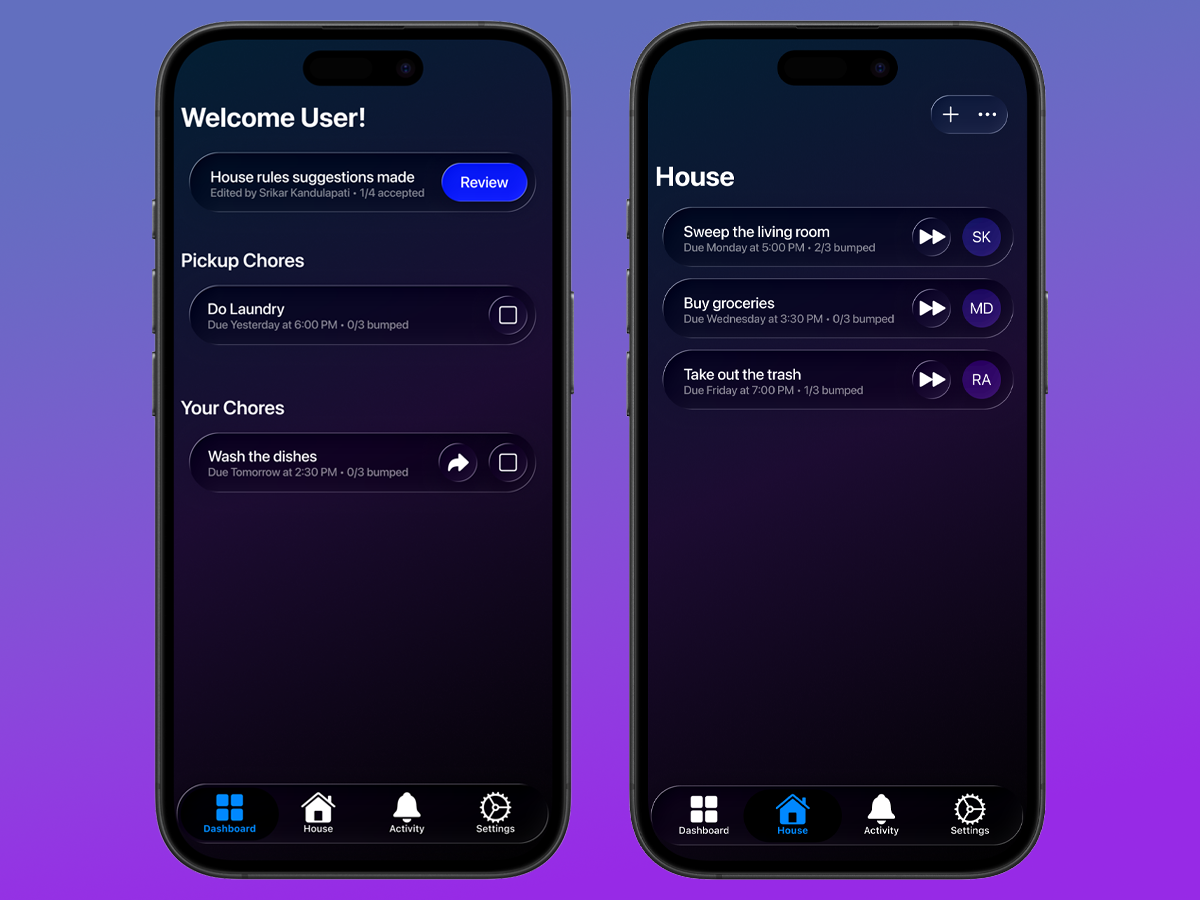 Welcome User!
House rules suggestions made
Edited by Srikar Kandulapati • 1/4 accepted
Review
Pickup Chores
Do Laundry
Due Yesterday at 6:00 PM • 0/3 bumped
Your Chores
Wash the dishes
Due Tomorrow at 2:30 PM • 0/3 bumped
Dashboard
House
Activity
Settings
House
Sweep the living room
Due Monday at 5:00 PM • 2/3 bumped
SK
Buy groceries
Due Wednesday at 3:30 PM • 0/3 bumped
MD
Take out the trash
Due Friday at 7:00 PM • 1/3 bumped
RA
Dashboard
House
Activity
Settings